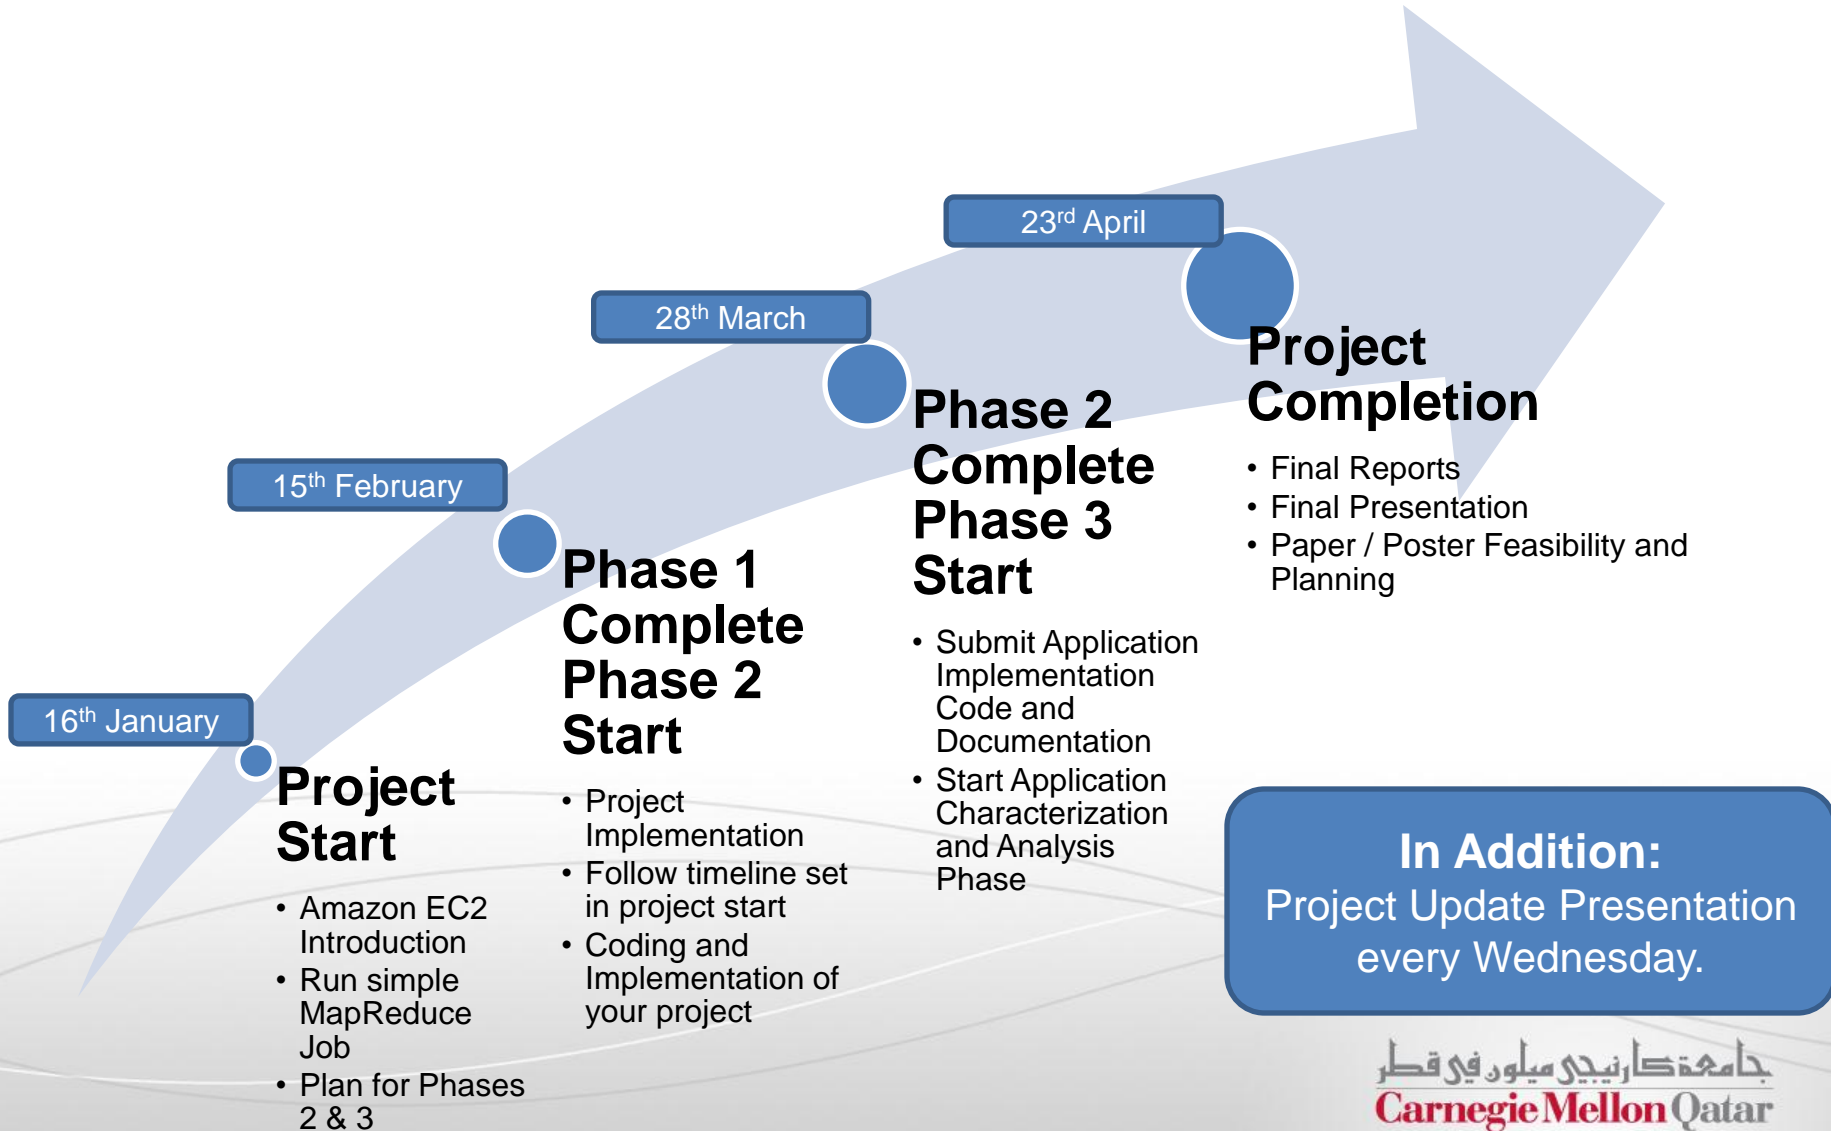 16th January
Project
Start
• Amazon EC2
Introduction
• Run simple
MapReduce
Job
• Plan for Phases
2 & 3
15th February
Phase 1
Complete
Phase 2
Start
• Project
Implementation
• Follow timeline set
in project start
• Coding and
Implementation of
your project
28th March
Phase 2
Complete
Phase 3
Start
• Submit Application
Implementation
Code and
Documentation
• Start Application
Characterization
and Analysis
Phase
23rd April
Project
Completion
• Final Reports
• Final Presentation
• Paper / Poster Feasibility and
Planning
In Addition:
Project Update Presentation
every Wednesday.
جامعة كارنيجي ميلون في قطر
Carnegie Mellon Qatar